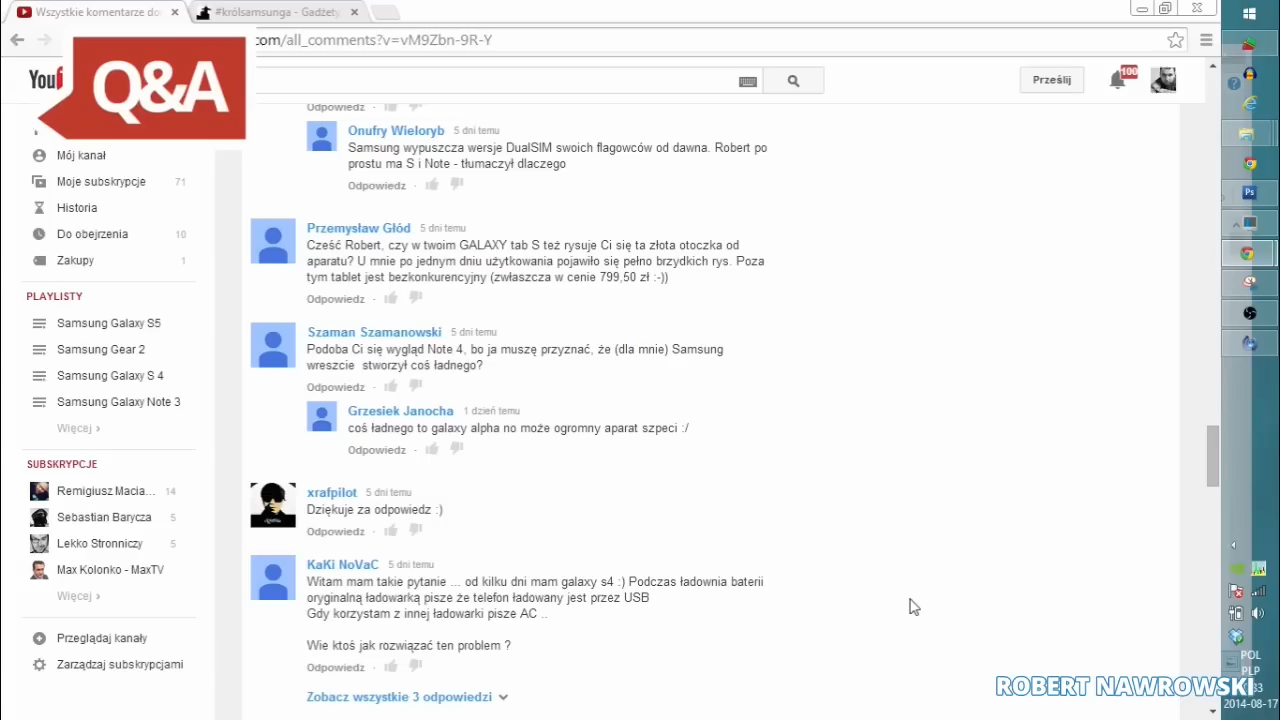 Wszystkie komentarze do
#królsamsunga - Gadżety
com/all_comments?v=vM9Zbn-9R-Y
You
Q&A
Prześlij
100
Odpowiedz
Mój kanał
Moje subskrypcje 71
Historia
Do obejrzenia 10
Zakupy 1
PLAYLISTY
Samsung Galaxy S5
Samsung Gear 2
Samsung Galaxy S 4
Samsung Galaxy Note 3
Więcej ›
SUBSKRYPCJE
Remigiusz Macia... 14
Sebastian Barycza 5
Lekko Stronniczy 5
Max Kolonko - MaxTV
Więcej ›
Przeglądaj kanały
Zarządzaj subskrypcjami
Onufry Wieloryb 5 dni temu
Samsung wypuszcza wersje DualSIM swoich flagowców od dawna. Robert po
prostu ma S i Note - tłumaczył dlaczego
Odpowiedz ·
Przemysław Głód 5 dni temu
Cześć Robert, czy w twoim GALAXY tab S też rysuje Ci się ta złota otoczka od
aparatu? U mnie po jednym dniu użytkowania pojawiło się pełno brzydkich rys. Poza
tym tablet jest bezkonkurencyjny (zwłaszcza w cenie 799,50 zł :-))
Odpowiedz ·
Szaman Szamanowski 5 dni temu
Podoba Ci się wygląd Note 4, bo ja muszę przyznać, że (dla mnie) Samsung
wreszcie stworzył coś ładnego?
Odpowiedz ·
Grzesiek Janocha 1 dzień temu
coś ładnego to galaxy alpha no może ogromny aparat szpeci :/
Odpowiedz ·
xrafpilot 5 dni temu
Dziękuje za odpowiedz :)
Odpowiedz ·
KaKi NoVaC 5 dni temu
Witam mam takie pytanie ... od kilku dni mam galaxy s4 :) Podczas ładownia baterii
oryginalną ładowarką pisze że telefon ładowany jest przez USB
Gdy korzystam z innej ładowarki pisze AC ..
Wie ktoś jak rozwiązać ten problem ?
Odpowiedz ·
Zobacz wszystkie 3 odpowiedzi
Ps
POL
PLP
ROBERT NAWROWSKI
2014-08-17